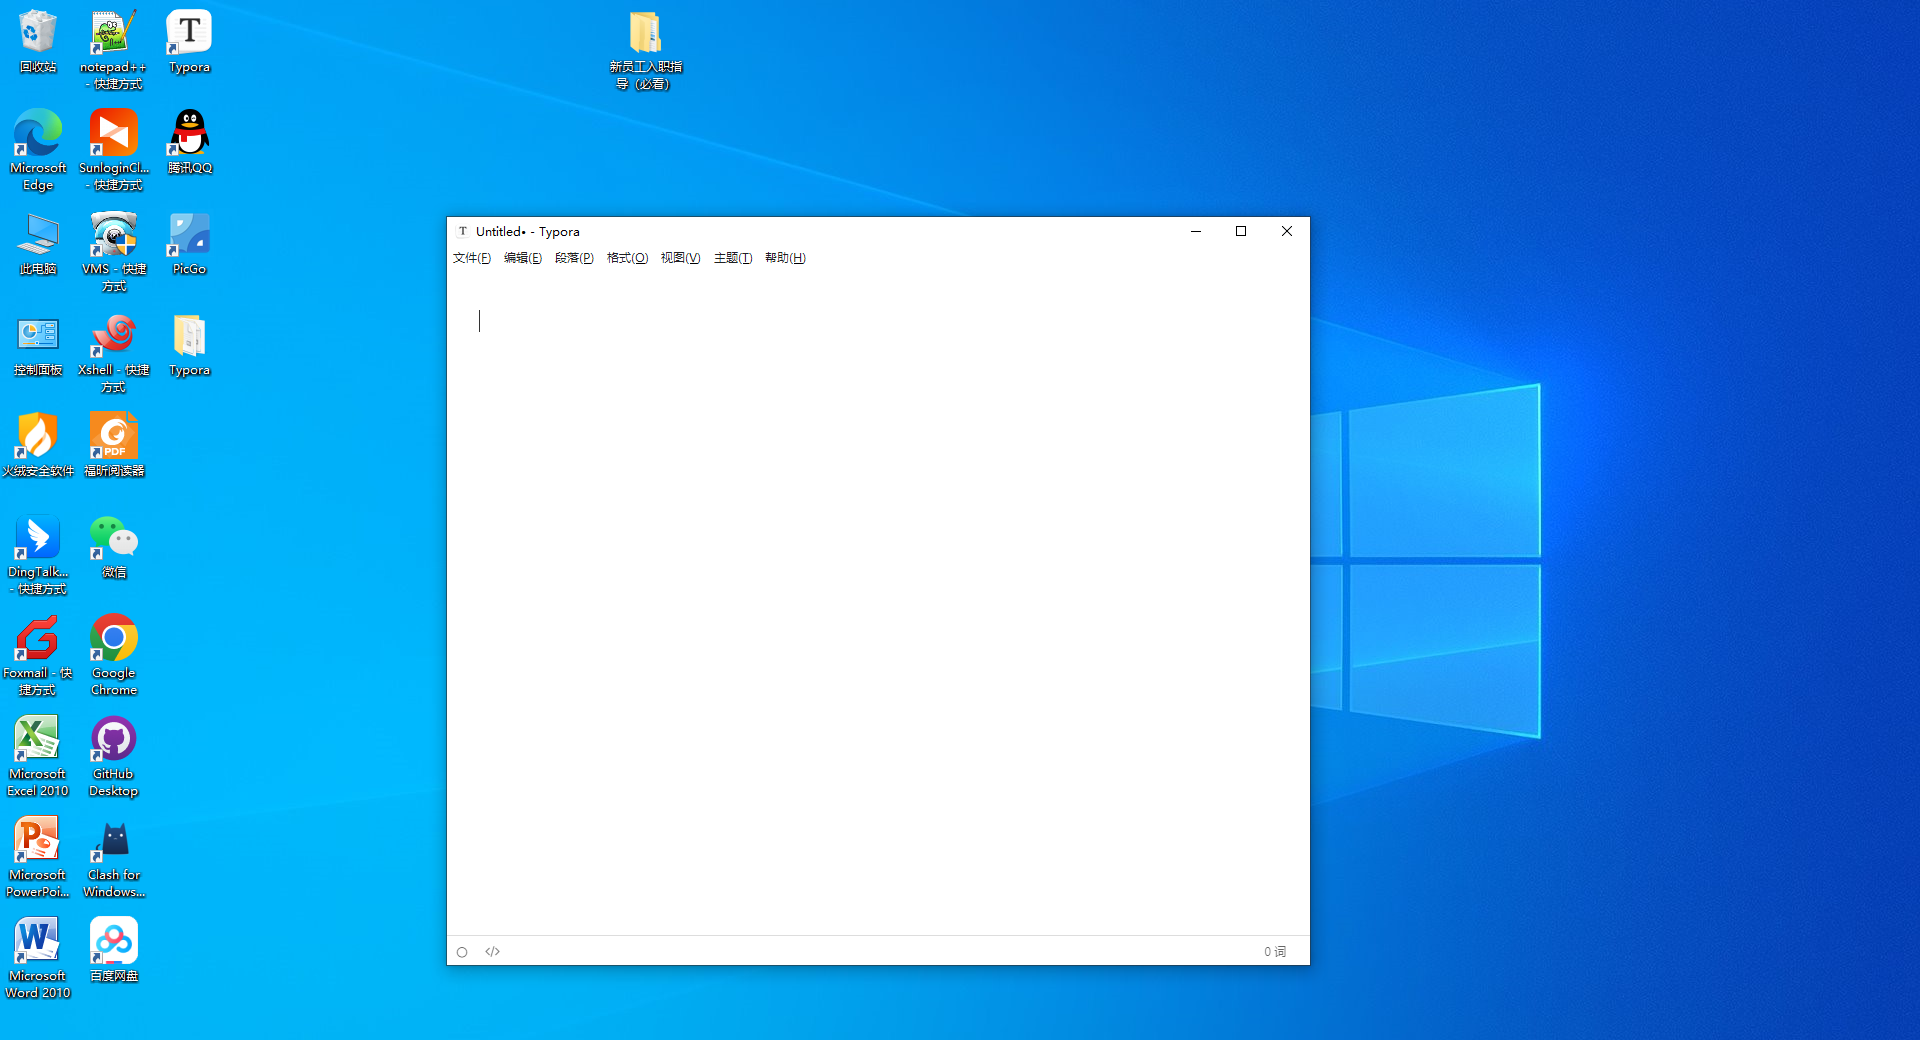 回收站
notepad++
- 快捷方式
T
Typora
新员工入职指
导（必看）
Microsoft
Edge
SunloginCl...
- 快捷方式
腾讯QQ
此电脑
VMS - 快捷
方式
PicGo
控制面板
Xshell - 快捷
方式
Typora
火绒安全软件
PDF
福昕阅读器
DingTalk...
- 快捷方式
微信
Foxmail - 快
捷方式
Google
Chrome
Microsoft
Excel 2010
GitHub
Desktop
Microsoft
PowerPoi...
Clash for
Windows...
Microsoft
Word 2010
百度网盘
T Untitled• - Typora
文件(F) 编辑(E) 段落(P) 格式(O) 视图(V) 主题(T) 帮助(H)
</> 0 词